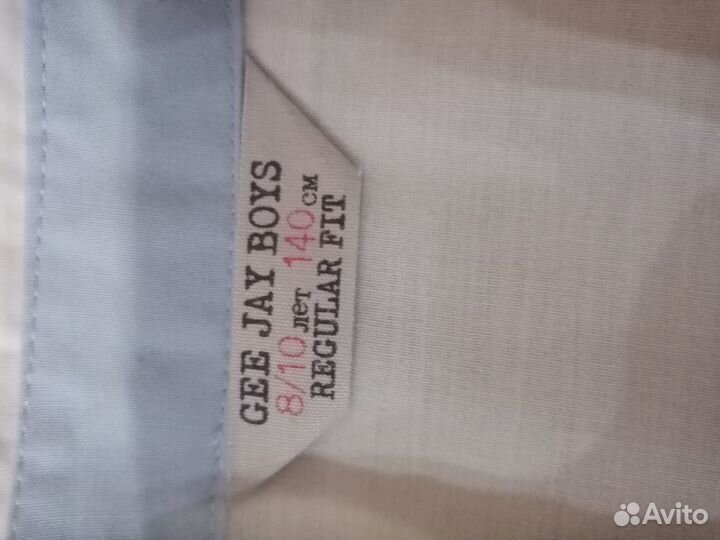 GEE JAY BOYS
8/10 лет 140 см
REGULAR FIT
Avito